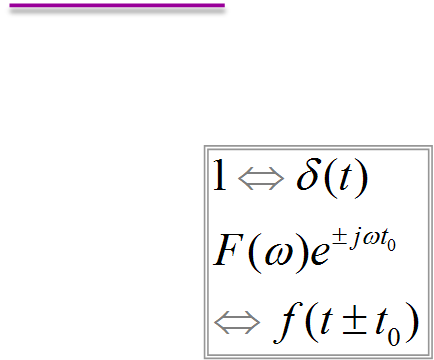 1 ⇔ δ(t)
F(ω)e^{±jωt₀}
⇔ f(t ± t₀)